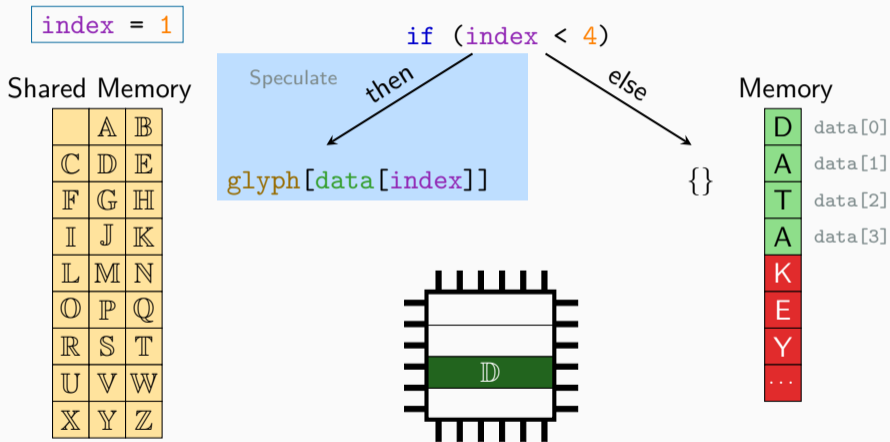 index = 1
if (index < 4)
Speculate
then
else
Shared Memory
Memory
𝔸 𝔹
ℂ 𝔻 𝔼
𝔽 𝔾 ℍ
𝕀 𝕁 𝕂
𝕃 𝕄 ℕ
𝕆 ℙ ℚ
ℝ 𝕊 𝕋
𝕌 𝕍 𝕎
𝕏 𝕐 ℤ
glyph[data[index]]
{}
𝔻
D data[0]
A data[1]
T data[2]
A data[3]
K
E
Y
...